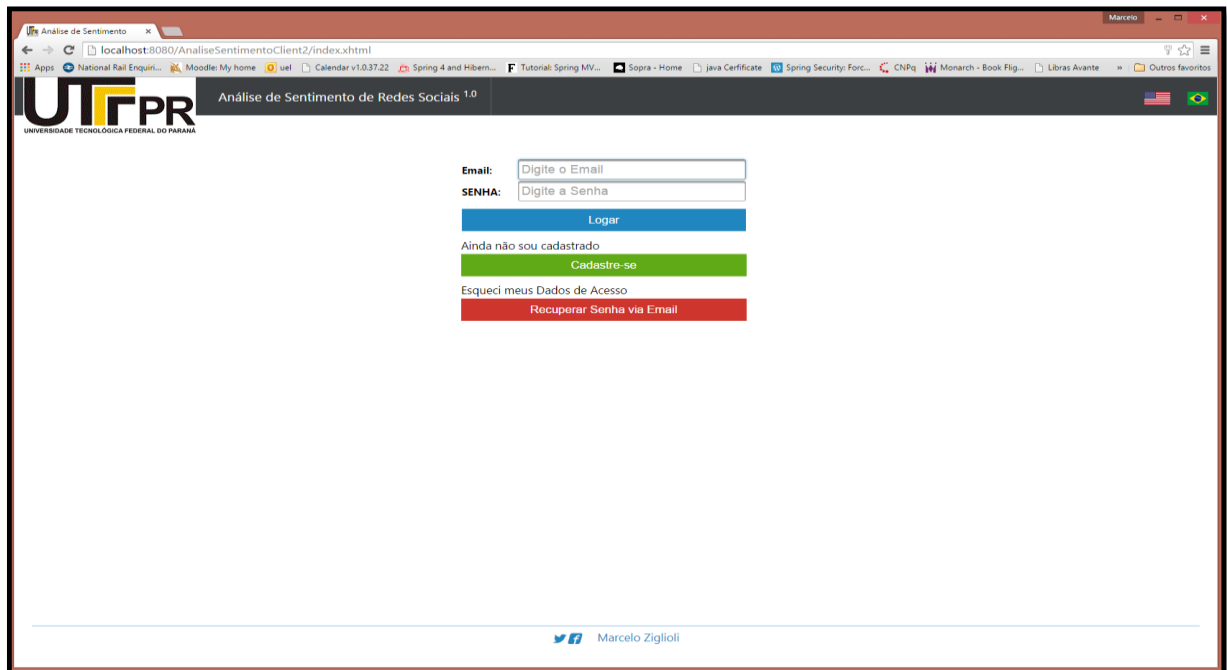 Marcelo
Análise de Sentimento
localhost:8080/AnaliseSentimentoClient2/index.xhtml
Apps National Rail Enquiri... Moodle: My home uel Calendar v1.0.37.22 Spring 4 and Hibern... Tutorial: Spring MV... Sopra - Home java Cerfificate Spring Security: Forc... CNPq Monarch - Book Flig... Libras Avante » Outros favoritos
UTFPR
UNIVERSIDADE TECNOLÓGICA FEDERAL DO PARANÁ
Análise de Sentimento de Redes Sociais 1.0
Email: Digite o Email
SENHA: Digite a Senha
Logar
Ainda não sou cadastrado
Cadastre-se
Esqueci meus Dados de Acesso
Recuperar Senha via Email
Marcelo Ziglioli